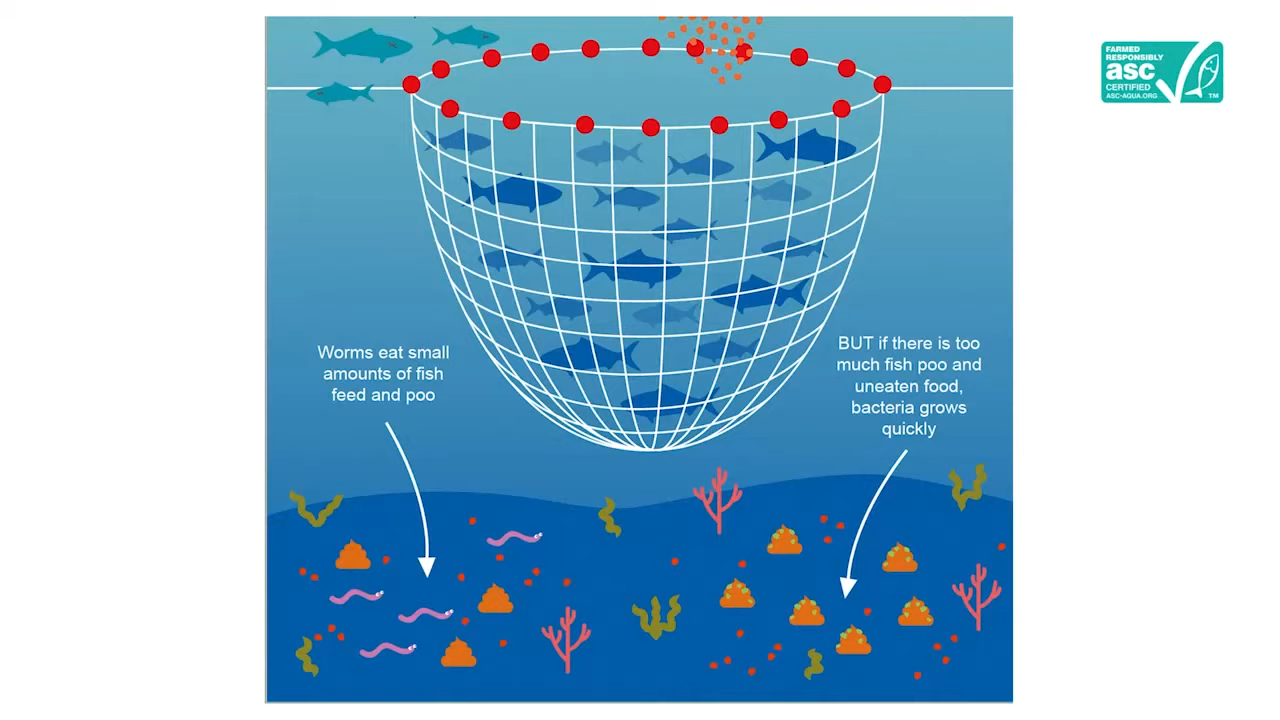 FARMED
RESPONSIBLY
asc
CERTIFIED
ASC-AQUA.ORG
TM
Worms eat small
amounts of fish
feed and poo
BUT if there is too
much fish poo and
uneaten food,
bacteria grows
quickly